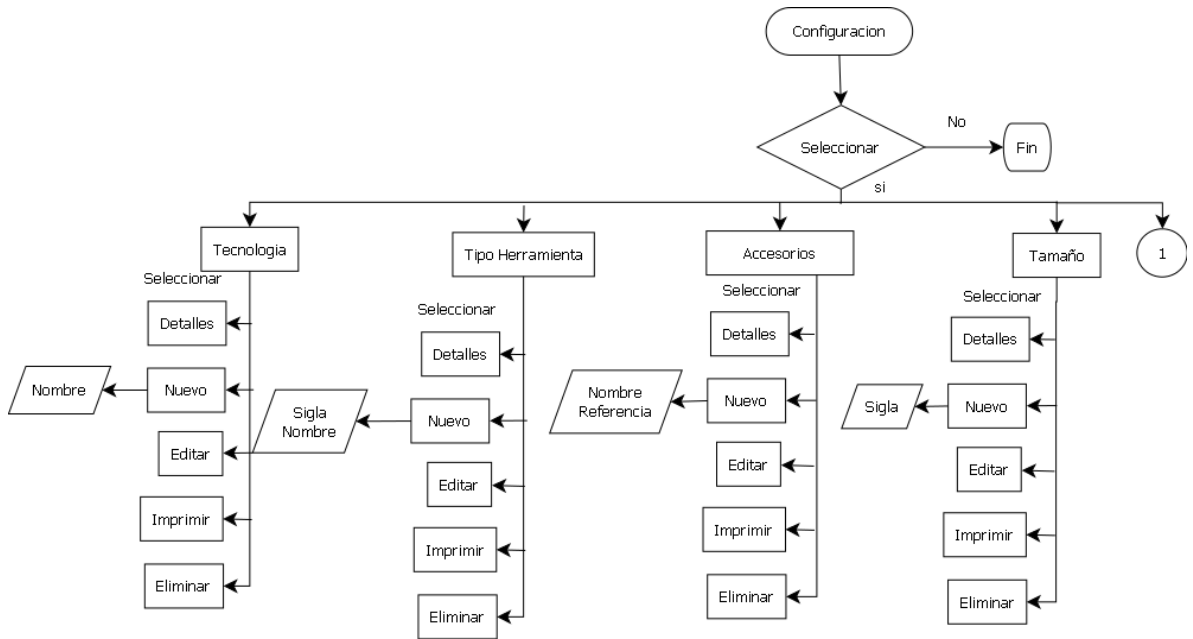 Configuracion
Seleccionar
No
Fin
si
Tecnologia
Seleccionar
Detalles
Nombre
Nuevo
Editar
Imprimir
Eliminar
Tipo Herramienta
Seleccionar
Detalles
Sigla
Nombre
Nuevo
Editar
Imprimir
Eliminar
Accesorios
Seleccionar
Detalles
Nombre
Referencia
Nuevo
Editar
Imprimir
Eliminar
Tamaño
Seleccionar
Detalles
Sigla
Nuevo
Editar
Imprimir
Eliminar
1